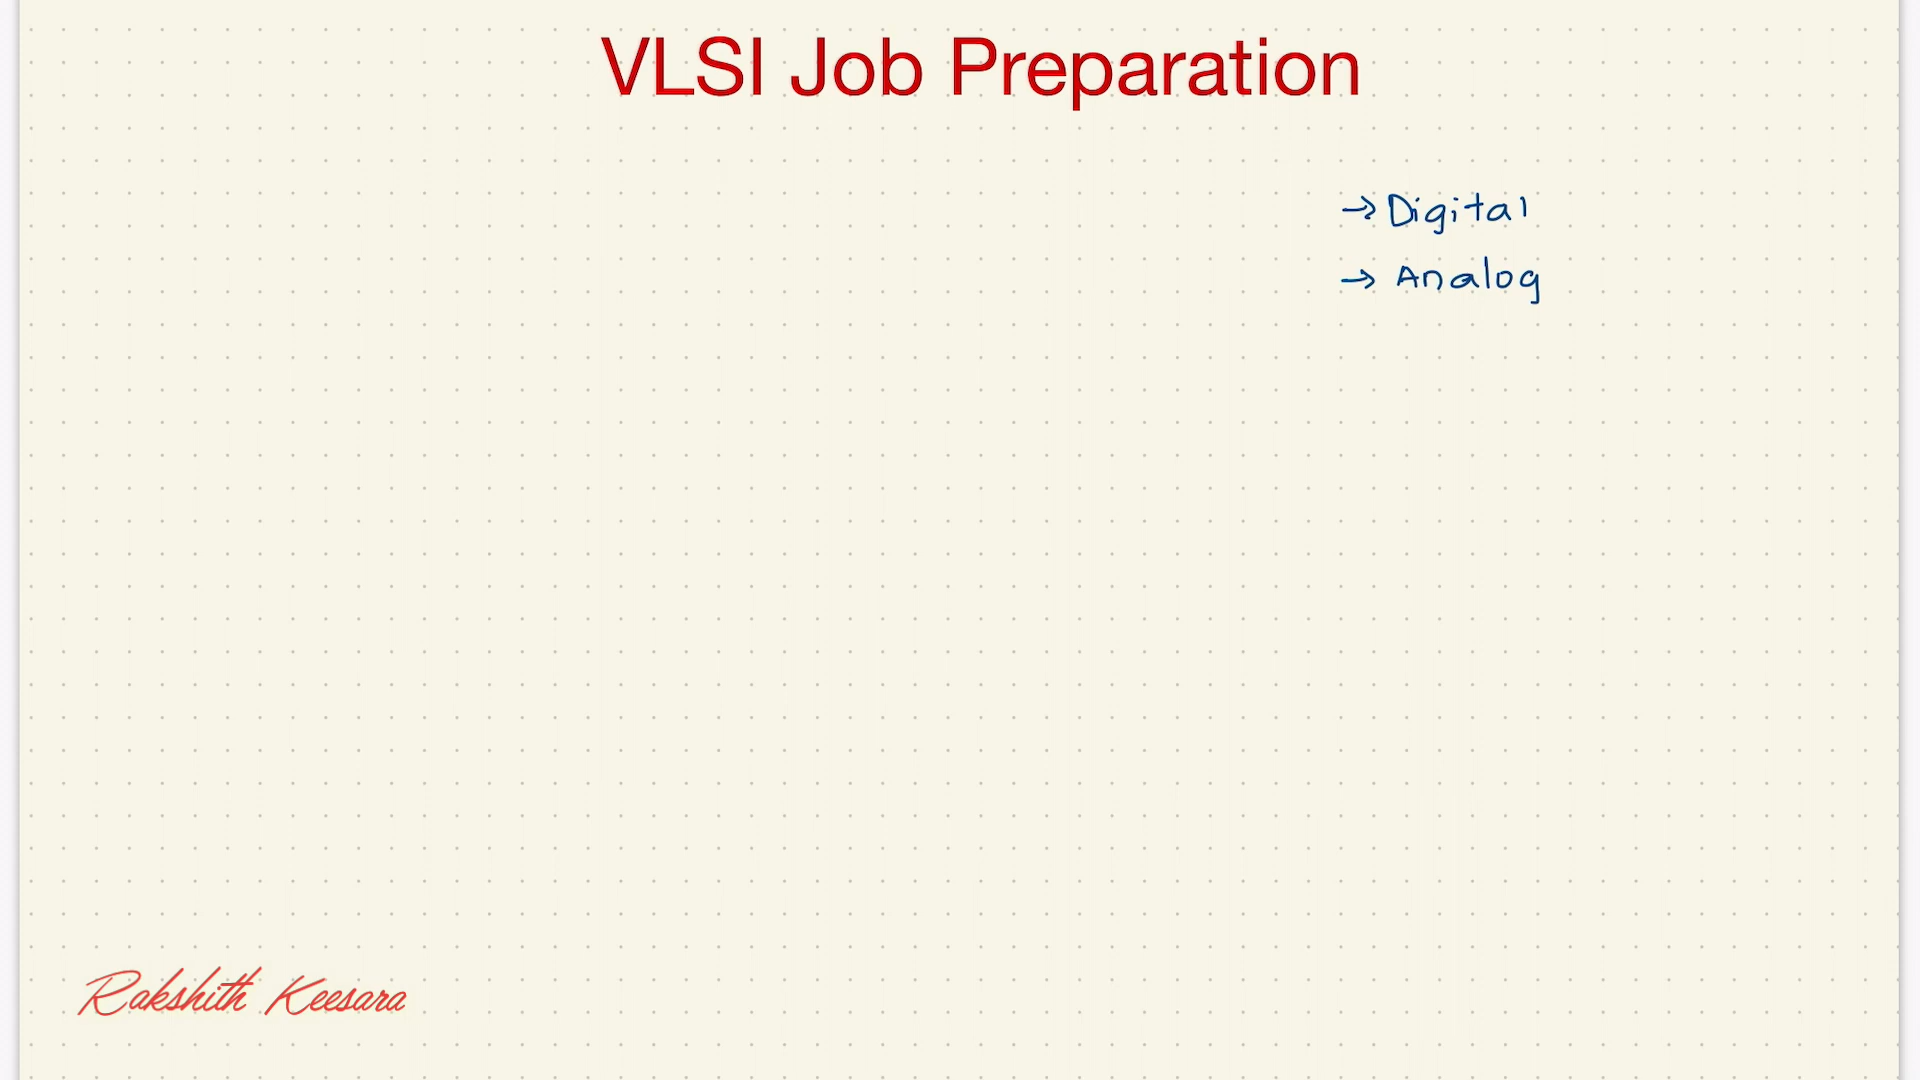 VLSI Job Preparation
→ Digital
→ Analog
Rakshith Keesara